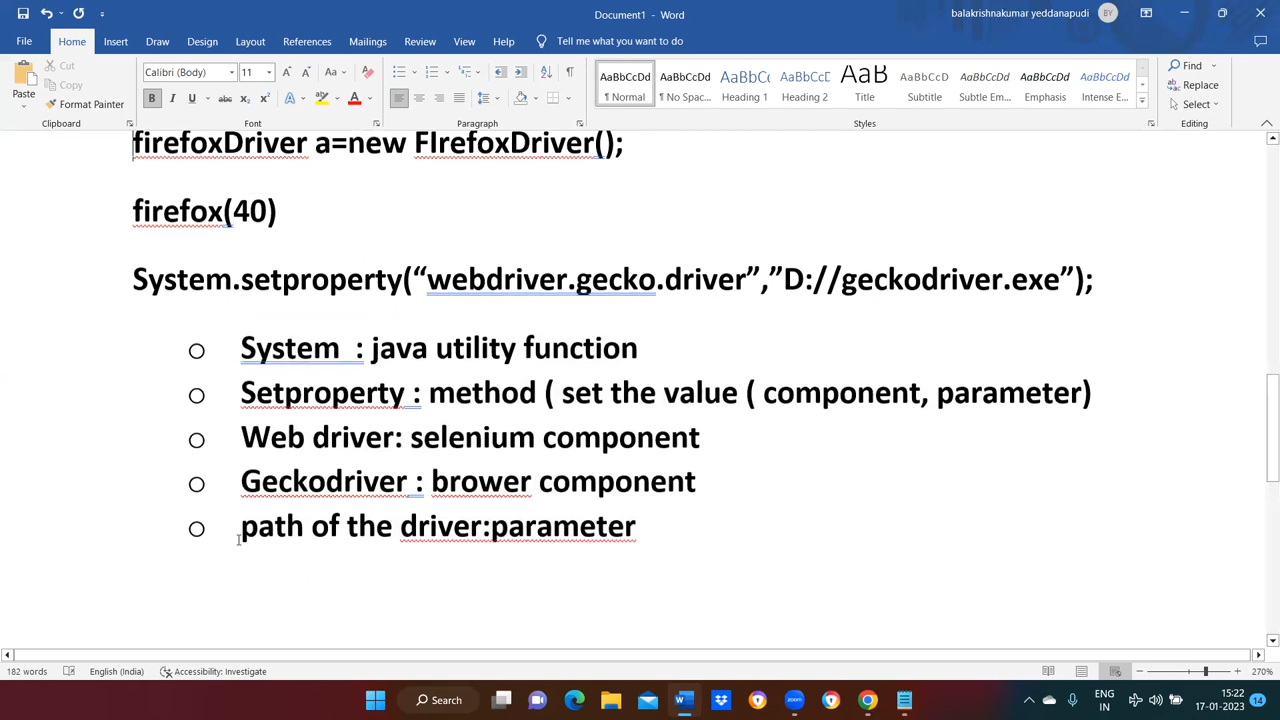 Document1 - Word
balakrishnakumar yeddanapudi
BY
File Home Insert Draw Design Layout References Mailings Review View Help Tell me what you want to do
Paste
Cut
Copy
Format Painter
Clipboard
Calibri (Body) 11
Font
Paragraph
AaBbCcDd AaBbCcDd AaBbCc AaBbCcC AaB AaBbCcD AaBbCcDd AaBbCcDd AaBbCcDd
¶ Normal ¶ No Spac... Heading 1 Heading 2 Title Subtitle Subtle Em... Emphasis Intense E...
Styles
Find
Replace
Select
Editing
firefoxDriver a=new FIrefoxDriver();
firefox(40)
System.setproperty(“webdriver.gecko.driver”,”D://geckodriver.exe”);
o System : java utility function
o Setproperty : method ( set the value ( component, parameter)
o Web driver: selenium component
o Geckodriver : brower component
o path of the driver:parameter
182 words English (India) Accessibility: Investigate 270%
Search
ENG
IN
15:22
17-01-2023